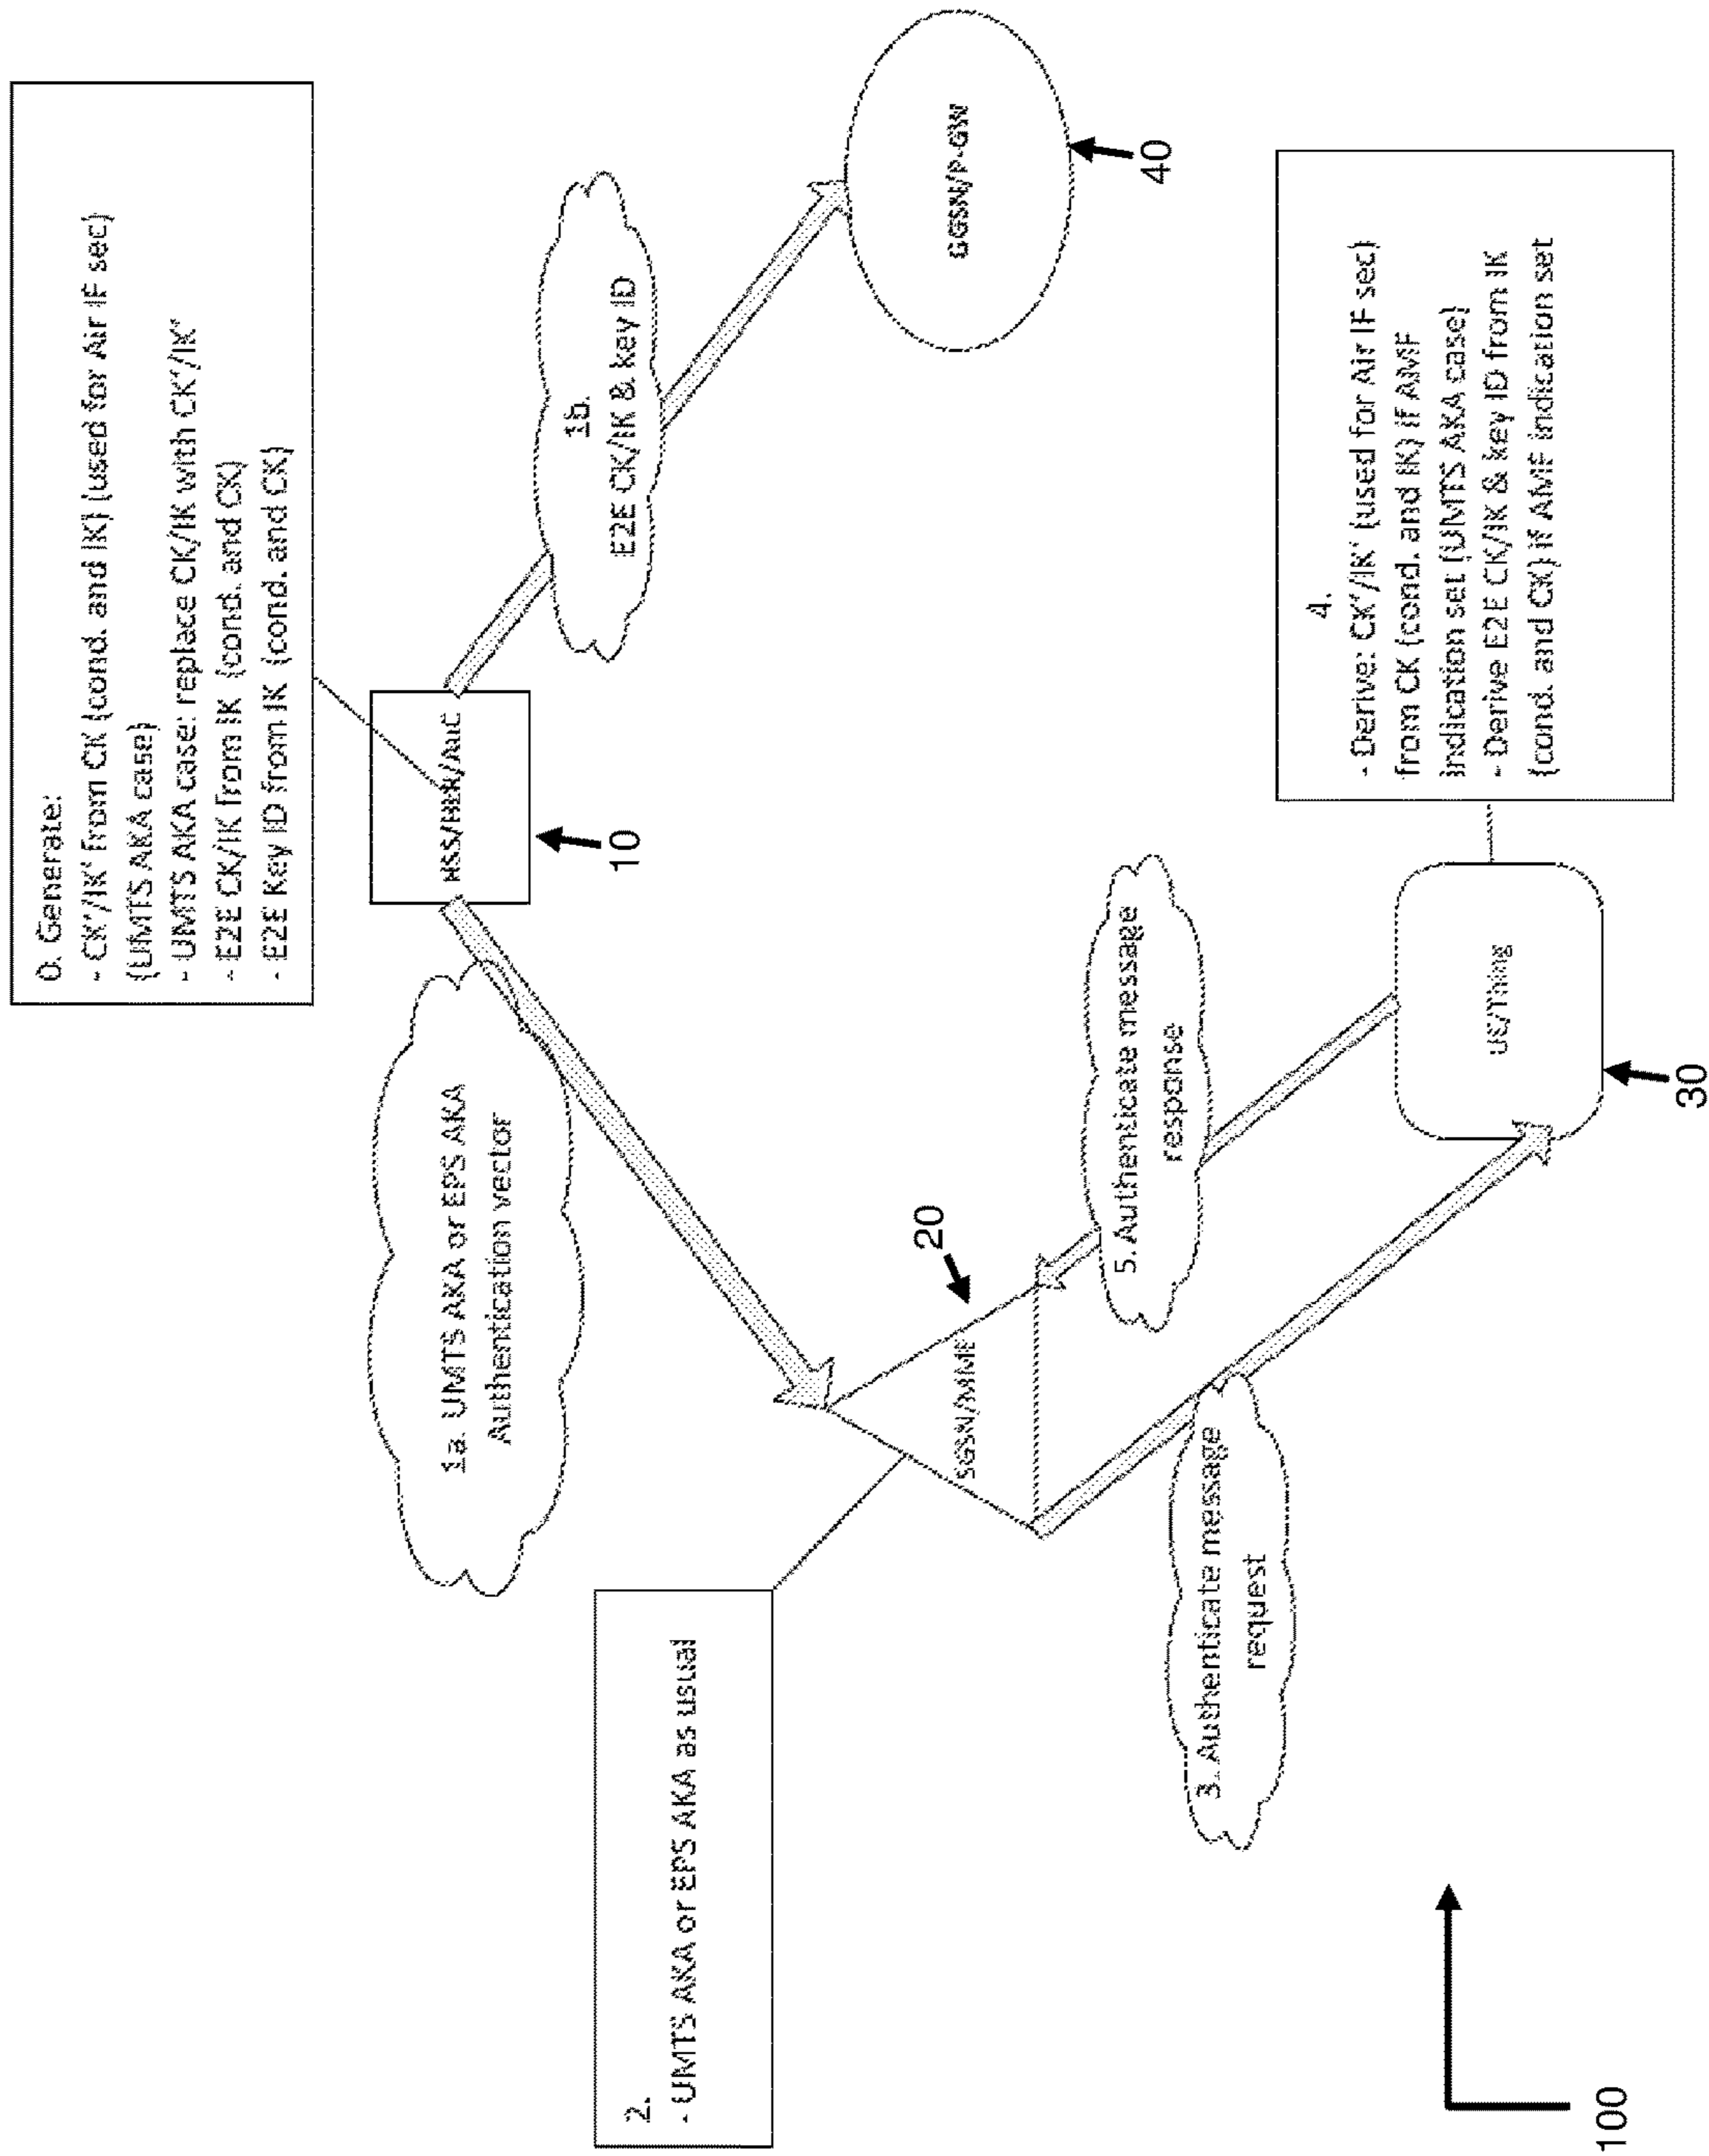 0. Generate:
- CK'/IK' from CK (cond. and IK) (used for Air IF sec)
(UMTS AKA case)
- UMTS AKA case: replace CK/IK with CK'/IK'
- E2E CK/IK from IK (cond. and CK)
- E2E Key ID from IK (cond. and CK)
HSS/HLR/AuC
10
1a. UMTS AKA or EPS AKA
Authentication vector
1b.
E2E CK/IK & key ID
GGSN/P-GW
40
2.
- UMTS AKA or EPS AKA as usual
SGSN/MME
20
3. Authenticate message
request
5. Authenticate message
response
UE/Thing
30
4.
- Derive: CK'/IK' (used for Air IF sec)
from CK (cond. and IK) if AMF
indication set (UMTS AKA case)
- Derive E2E CK/IK & key ID from IK
(cond. and CK) if AMF indication set
100